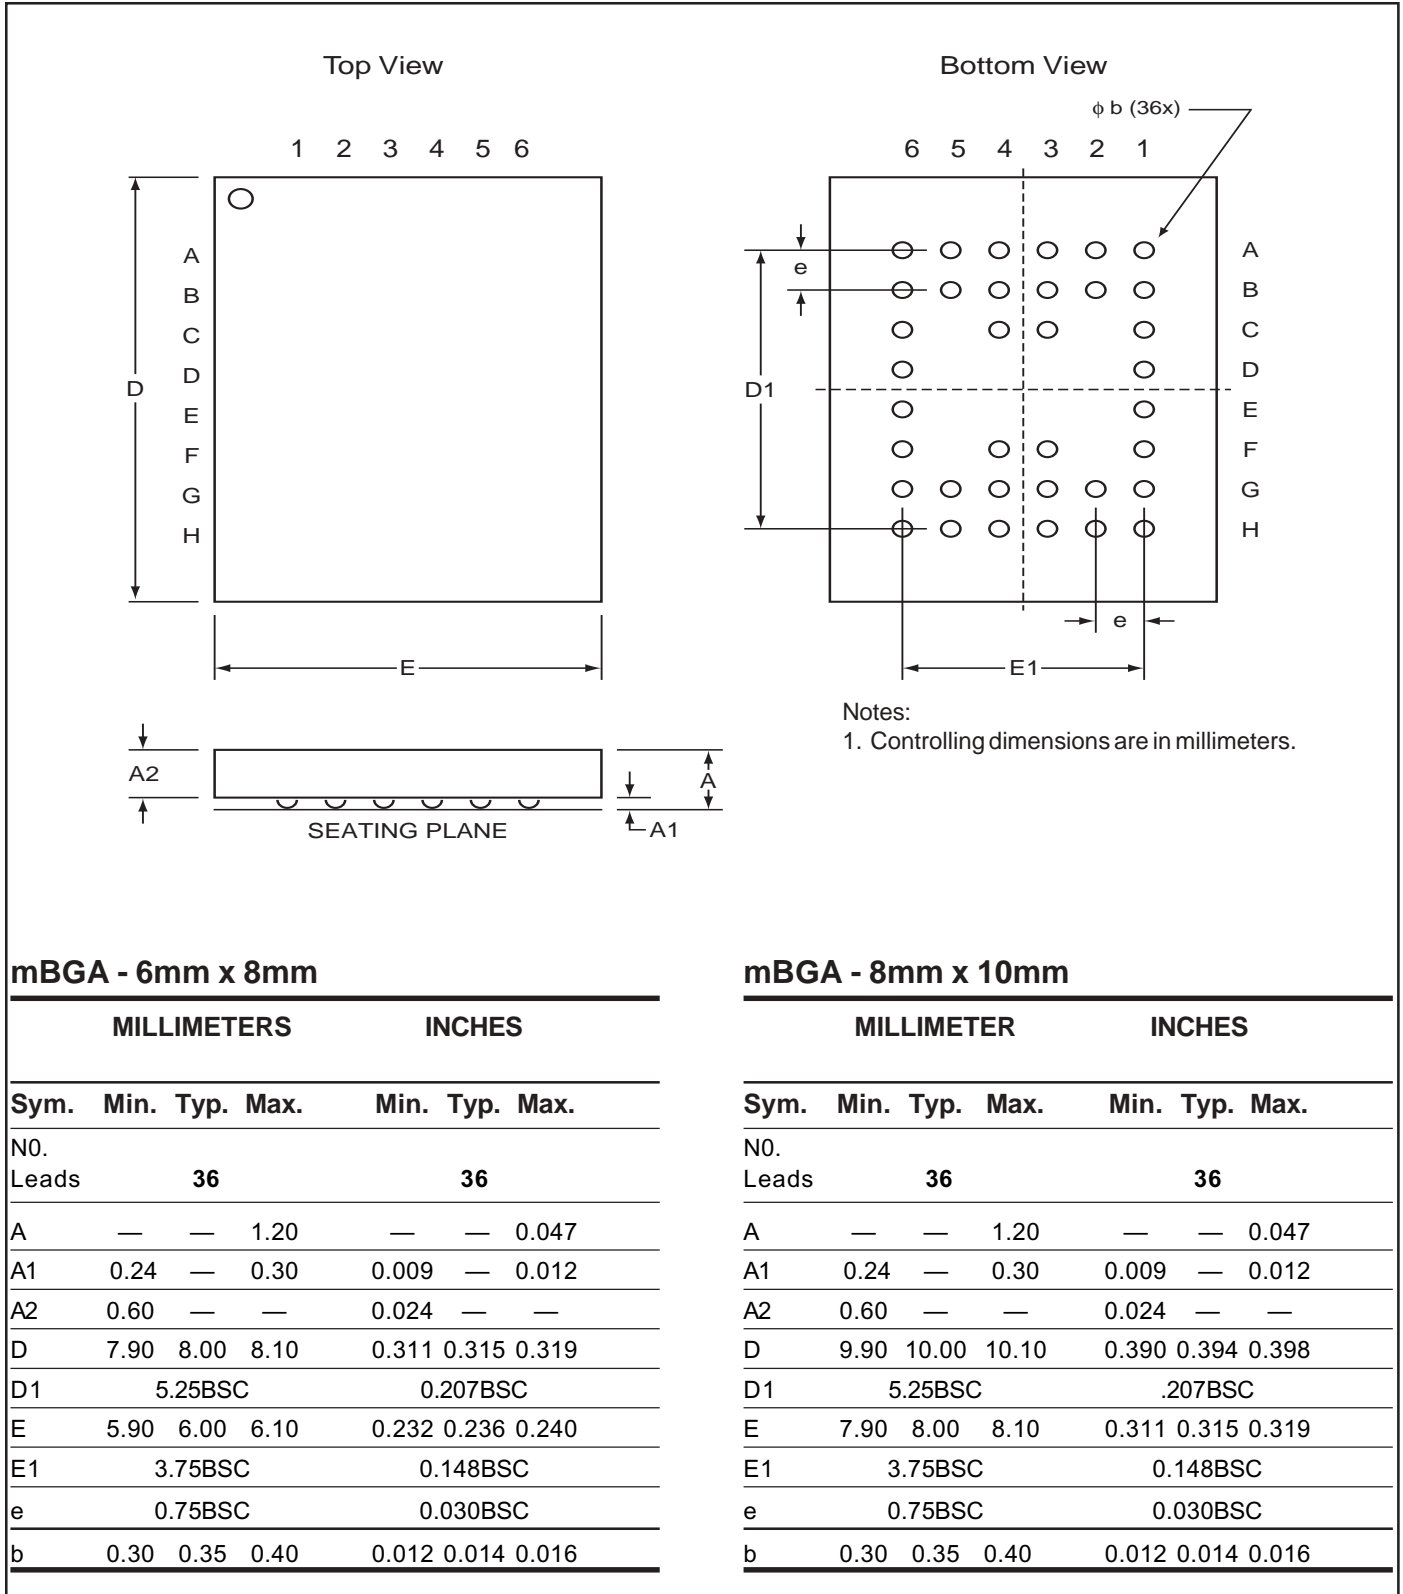 Top View
Bottom View
ϕ b (36x)
1 2 3 4 5 6
6 5 4 3 2 1
A
B
C
D
E
F
G
H
D
E
e
D1
A
B
C
D
E
F
G
H
e
E1
Notes:
1. Controlling dimensions are in millimeters.
A2
A
A1
SEATING PLANE
mBGA - 6mm x 8mm
MILLIMETERS INCHES
Sym. Min. Typ. Max. Min. Typ. Max.
N0.
Leads 36 36
A — — 1.20 — — 0.047
A1 0.24 — 0.30 0.009 — 0.012
A2 0.60 — — 0.024 — —
D 7.90 8.00 8.10 0.311 0.315 0.319
D1 5.25BSC 0.207BSC
E 5.90 6.00 6.10 0.232 0.236 0.240
E1 3.75BSC 0.148BSC
e 0.75BSC 0.030BSC
b 0.30 0.35 0.40 0.012 0.014 0.016
mBGA - 8mm x 10mm
MILLIMETER INCHES
Sym. Min. Typ. Max. Min. Typ. Max.
N0.
Leads 36 36
A — — 1.20 — — 0.047
A1 0.24 — 0.30 0.009 — 0.012
A2 0.60 — — 0.024 — —
D 9.90 10.00 10.10 0.390 0.394 0.398
D1 5.25BSC .207BSC
E 7.90 8.00 8.10 0.311 0.315 0.319
E1 3.75BSC 0.148BSC
e 0.75BSC 0.030BSC
b 0.30 0.35 0.40 0.012 0.014 0.016